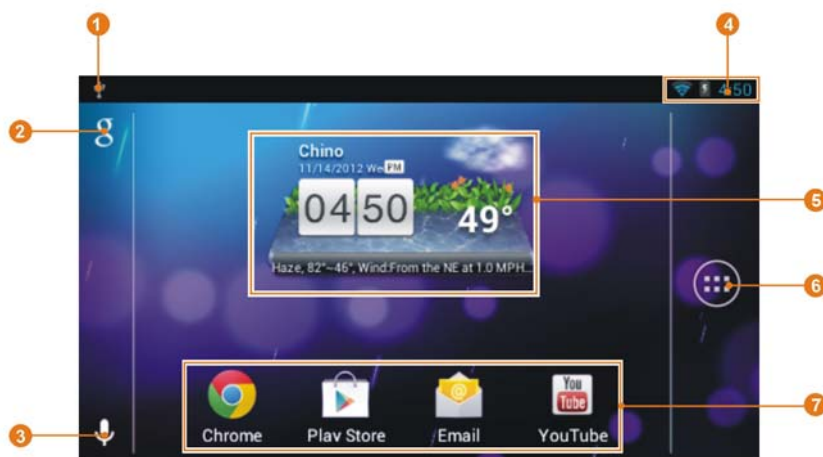 1
4
4:50
2
g
Chino
11/14/2012 Wed PM
04 50
49°
5
Haze, 82°~46°, Wind:From the NE at 1.0 MPH...
6
You
Tube
7
3
Chrome
Play Store
Email
YouTube